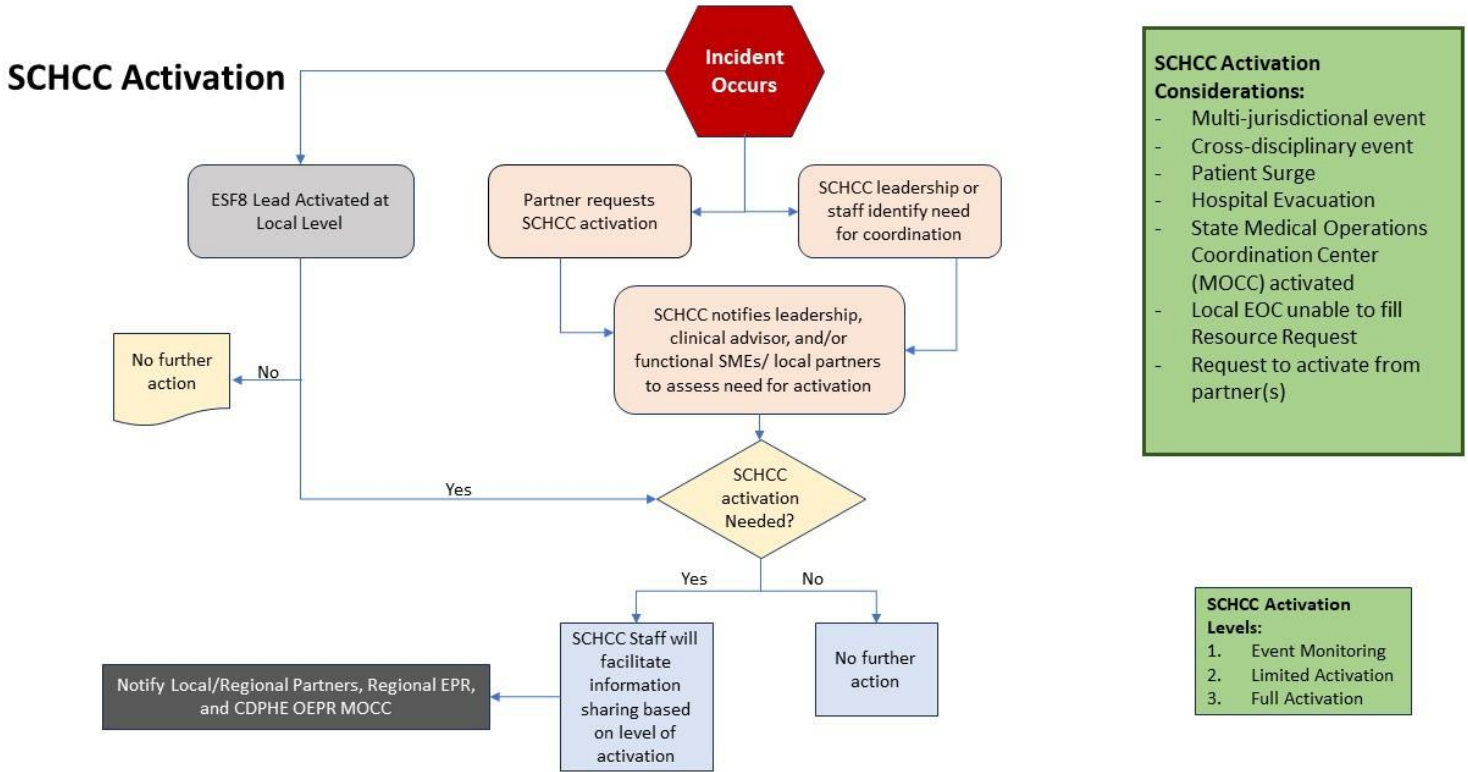 SCHCC Activation
Incident
Occurs
ESF8 Lead Activated at
Local Level
Partner requests
SCHCC activation
SCHCC leadership or
staff identify need
for coordination
SCHCC notifies leadership,
clinical advisor, and/or
functional SMEs/ local partners
to assess need for activation
No further
action
No
Yes
SCHCC
activation
Needed?
Yes
No
SCHCC Staff will
facilitate
information
sharing based
on level of
activation
No further
action
Notify Local/Regional Partners, Regional EPR,
and CDPHE OEPR MOCC
SCHCC Activation
Considerations:
- Multi-jurisdictional event
- Cross-disciplinary event
- Patient Surge
- Hospital Evacuation
- State Medical Operations
Coordination Center
(MOCC) activated
- Local EOC unable to fill
Resource Request
- Request to activate from
partner(s)
SCHCC Activation
Levels:
1. Event Monitoring
2. Limited Activation
3. Full Activation